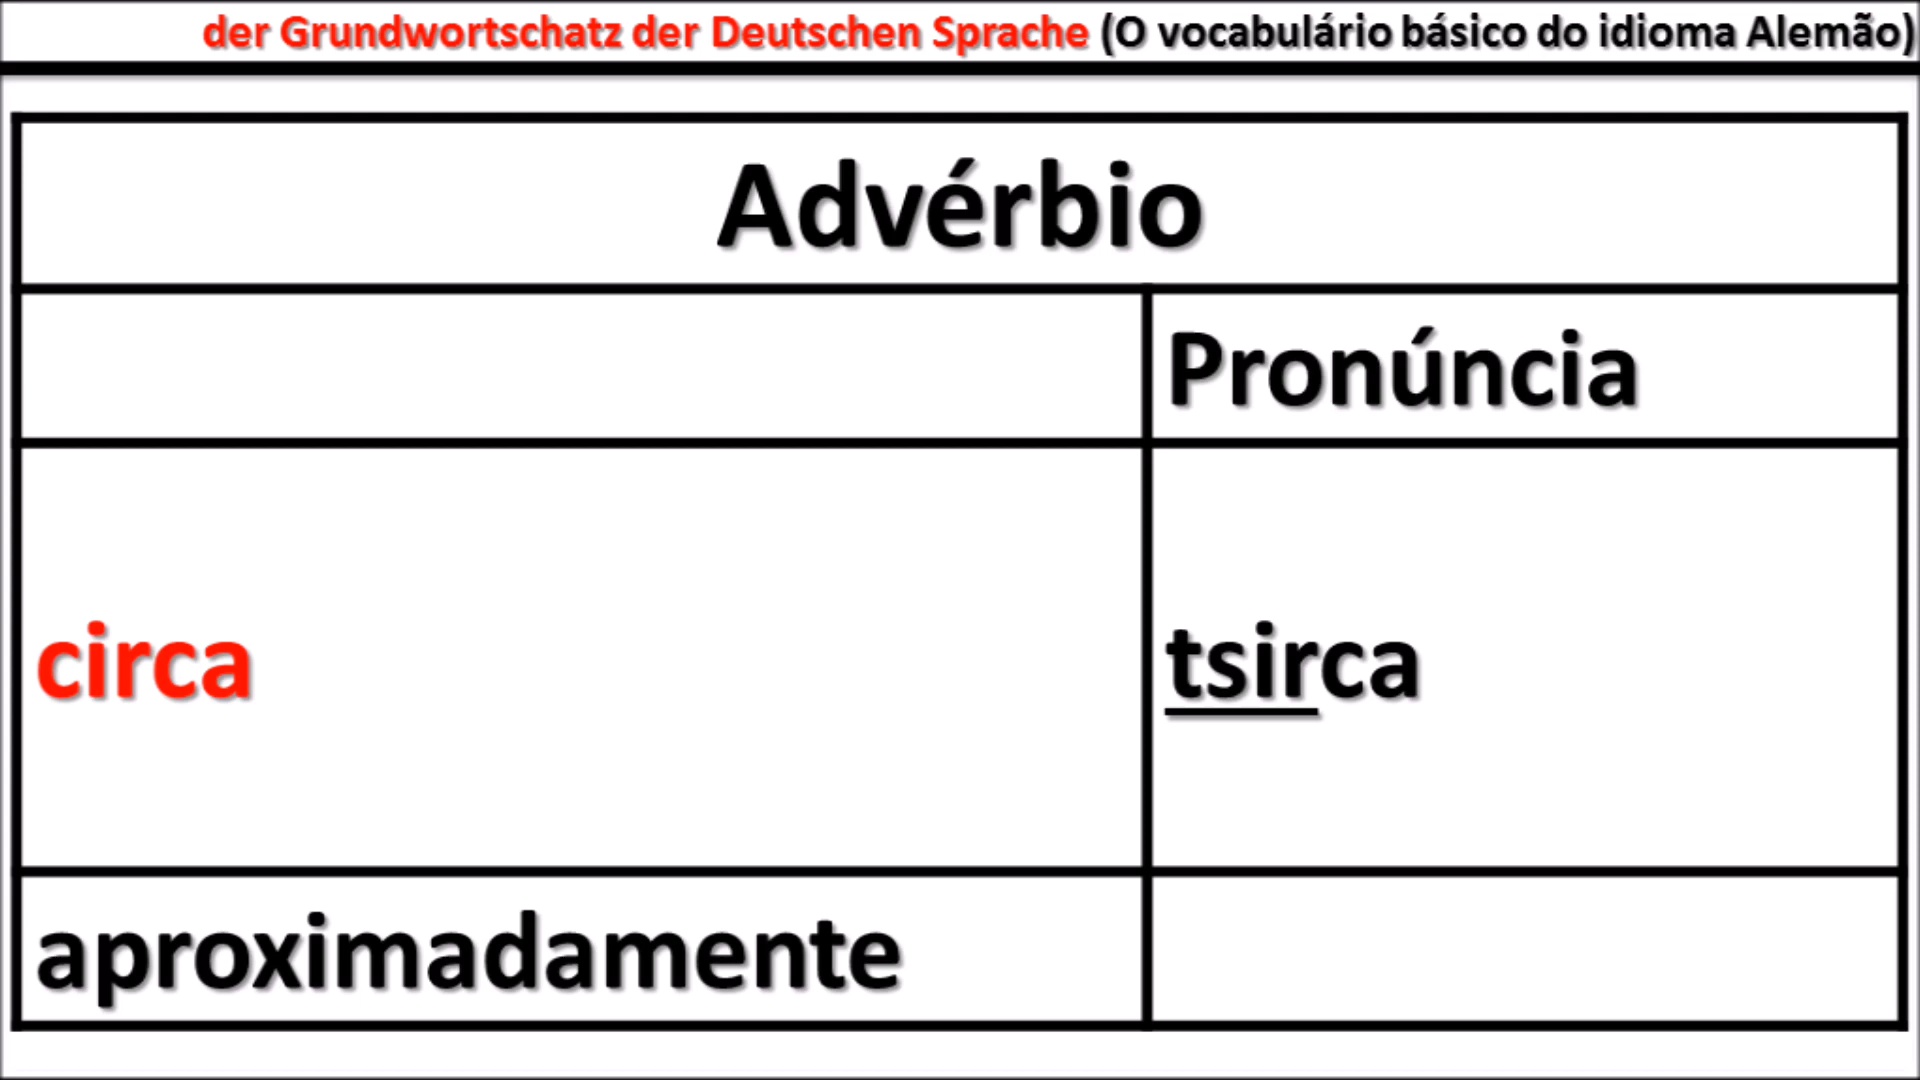 der Grundwortschatz der Deutschen Sprache (O vocabulário básico do idioma Alemão)
Advérbio
Pronúncia
circa
tsirca
aproximadamente